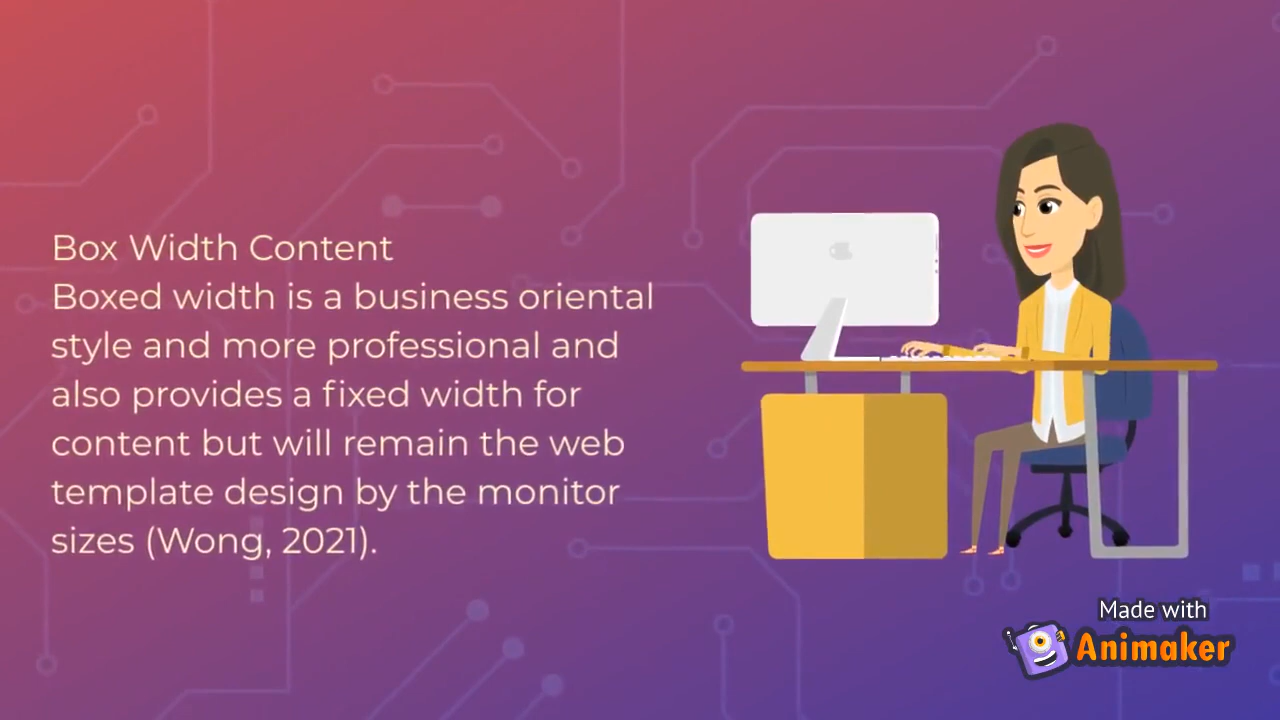 Box Width Content
Boxed width is a business oriental
style and more professional and
also provides a fixed width for
content but will remain the web
template design by the monitor
sizes (Wong, 2021).
Made with
Animaker